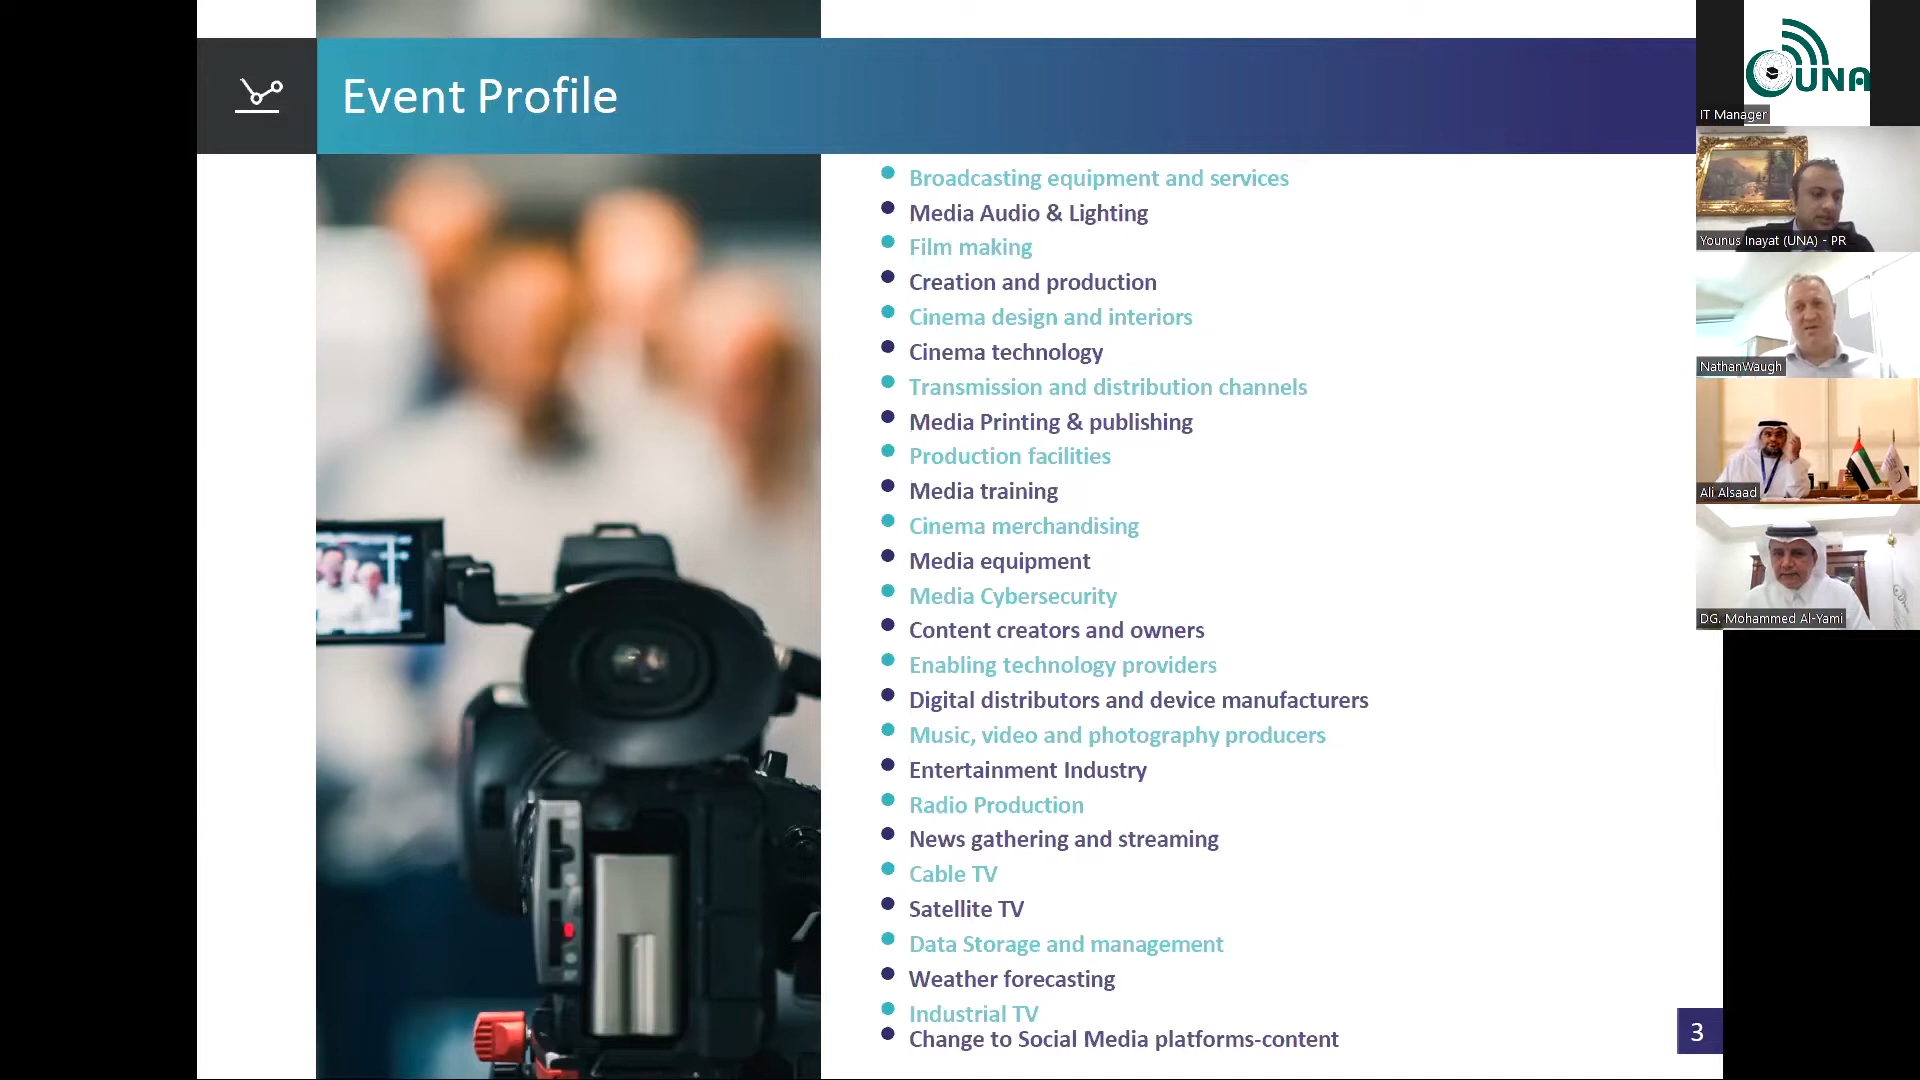 Event Profile
Broadcasting equipment and services
Media Audio & Lighting
Film making
Creation and production
Cinema design and interiors
Cinema technology
Transmission and distribution channels
Media Printing & publishing
Production facilities
Media training
Cinema merchandising
Media equipment
Media Cybersecurity
Content creators and owners
Enabling technology providers
Digital distributors and device manufacturers
Music, video and photography producers
Entertainment Industry
Radio Production
News gathering and streaming
Cable TV
Satellite TV
Data Storage and management
Weather forecasting
Industrial TV
Change to Social Media platforms-content
3
UNA
IT Manager
Younus Inayat (UNA) - PR
NathanWaugh
Ali Alsaad
DG. Mohammed Al-Yami